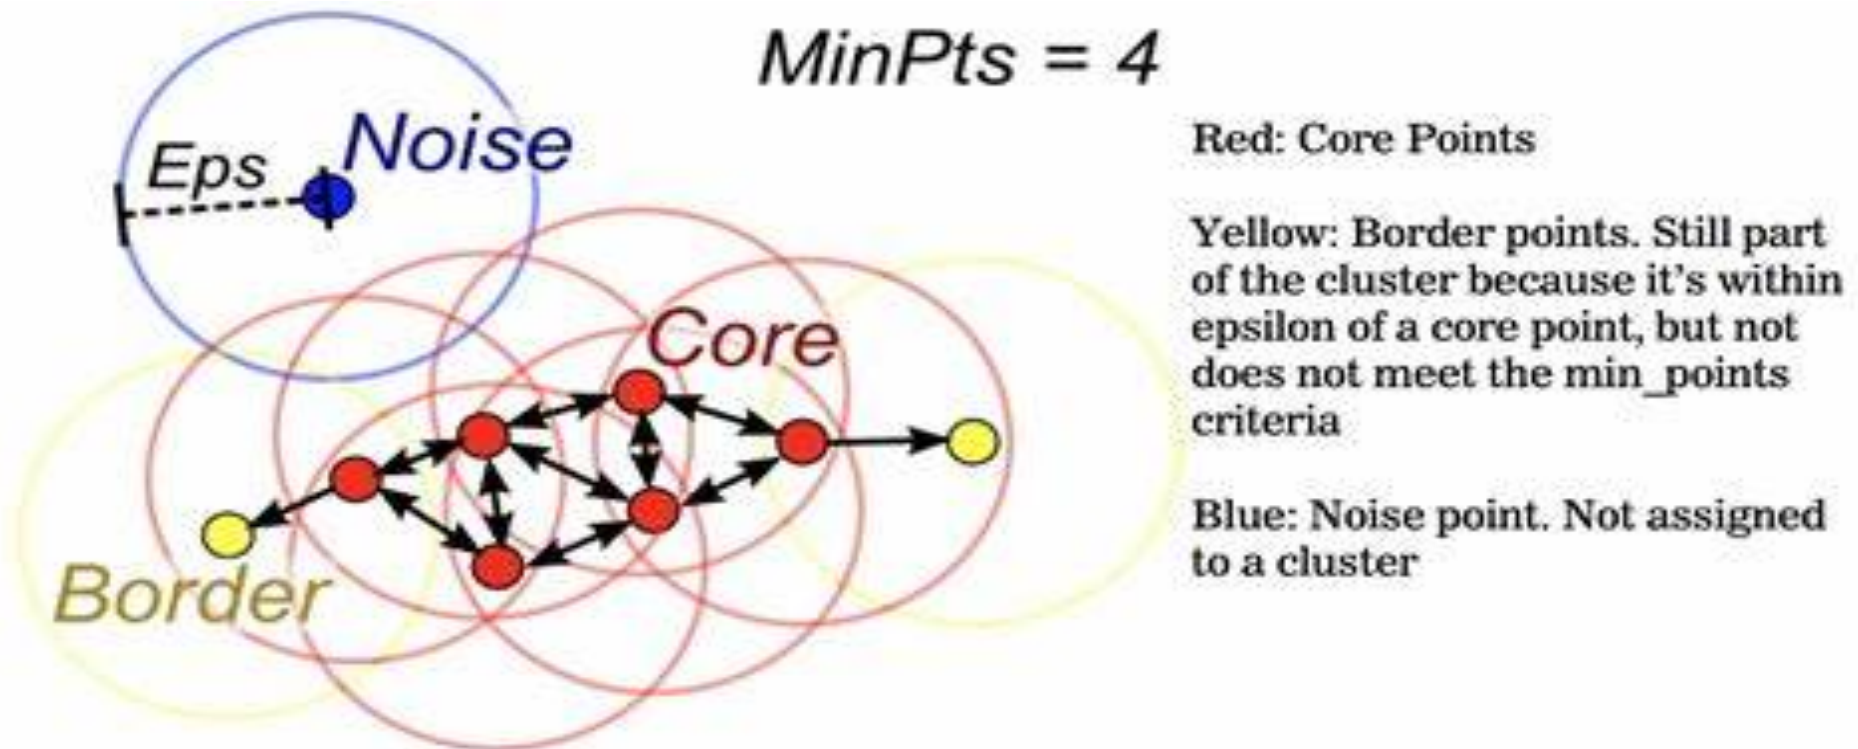 MinPts = 4
Noise
Eps
Core
Border
Red: Core Points
Yellow: Border points. Still part
of the cluster because it's within
epsilon of a core point, but not
does not meet the min_points
criteria
Blue: Noise point. Not assigned
to a cluster